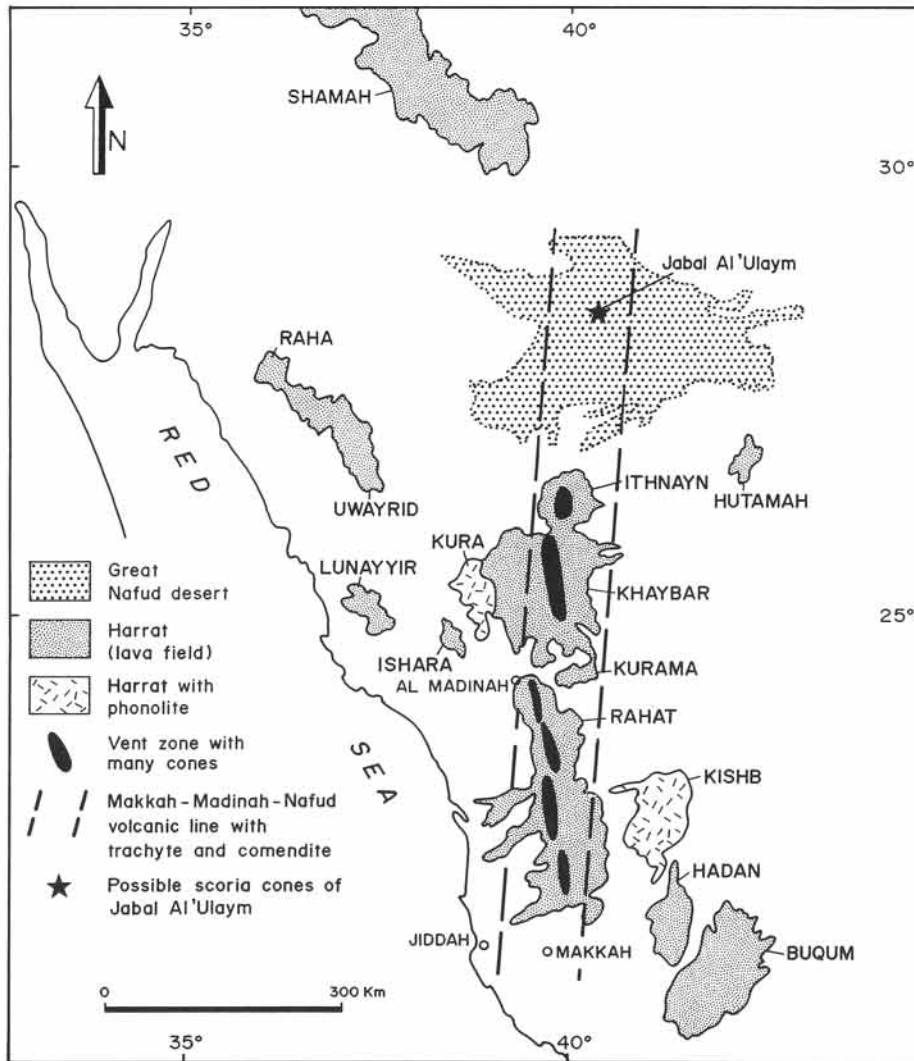 35°
40°
SHAMAH
N
30°
Jabal Al'Ulaym
RAHA
RED
SEA
ITHNAYN
HUTAMAH
UWAYRID
KURA
LUNAYYIR
KHAYBAR
25°
ISHARA
KURAMA
AL MADINAH
RAHAT
KISHB
HADAN
JIDDAH
MAKKAH
BUQUM
Great
Nafud desert
Harrat
(lava field)
Harrat with
phonolite
Vent zone with
many cones
Makkah-Madinah-Nafud
volcanic line with
trachyte and comendite
Possible scoria cones of
Jabal Al'Ulaym
0
300 Km
35°
40°